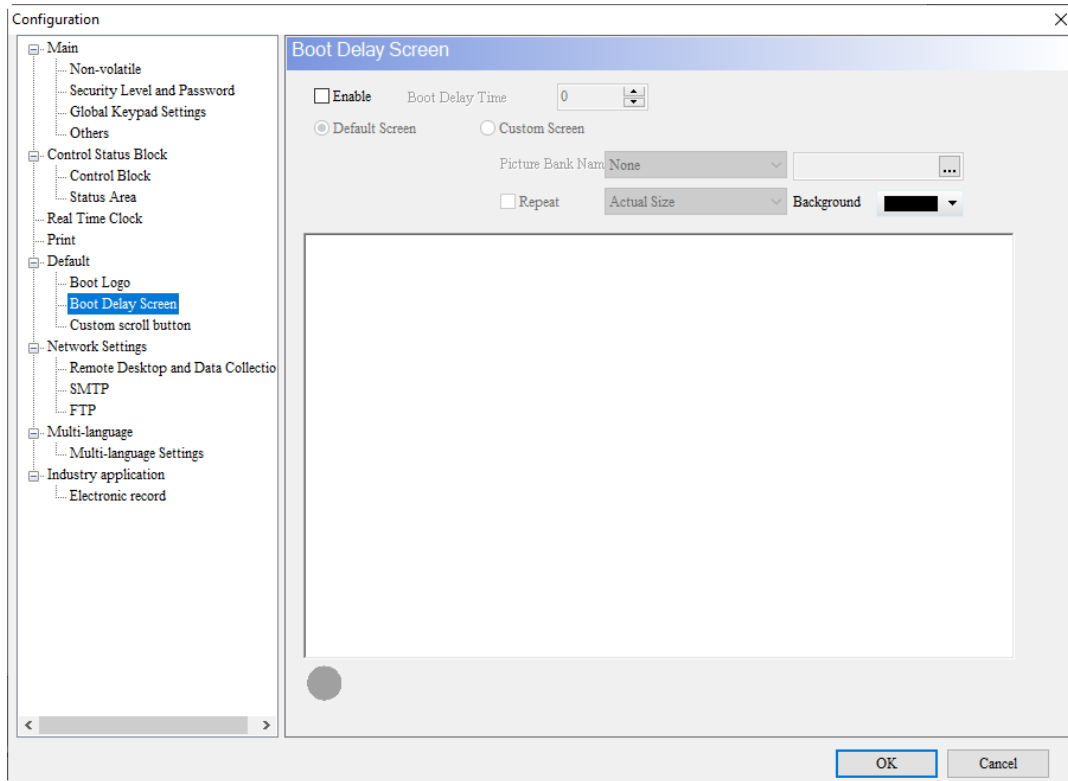 Configuration
Main
Non-volatile
Security Level and Password
Global Keypad Settings
Others
Control Status Block
Control Block
Status Area
Real Time Clock
Print
Default
Boot Logo
Boot Delay Screen
Custom scroll button
Network Settings
Remote Desktop and Data Collectio
SMTP
FTP
Multi-language
Multi-language Settings
Industry application
Electronic record
Boot Delay Screen
Enable Boot Delay Time 0
Default Screen Custom Screen
Picture Bank Nam None ...
Repeat Actual Size Background
OK Cancel